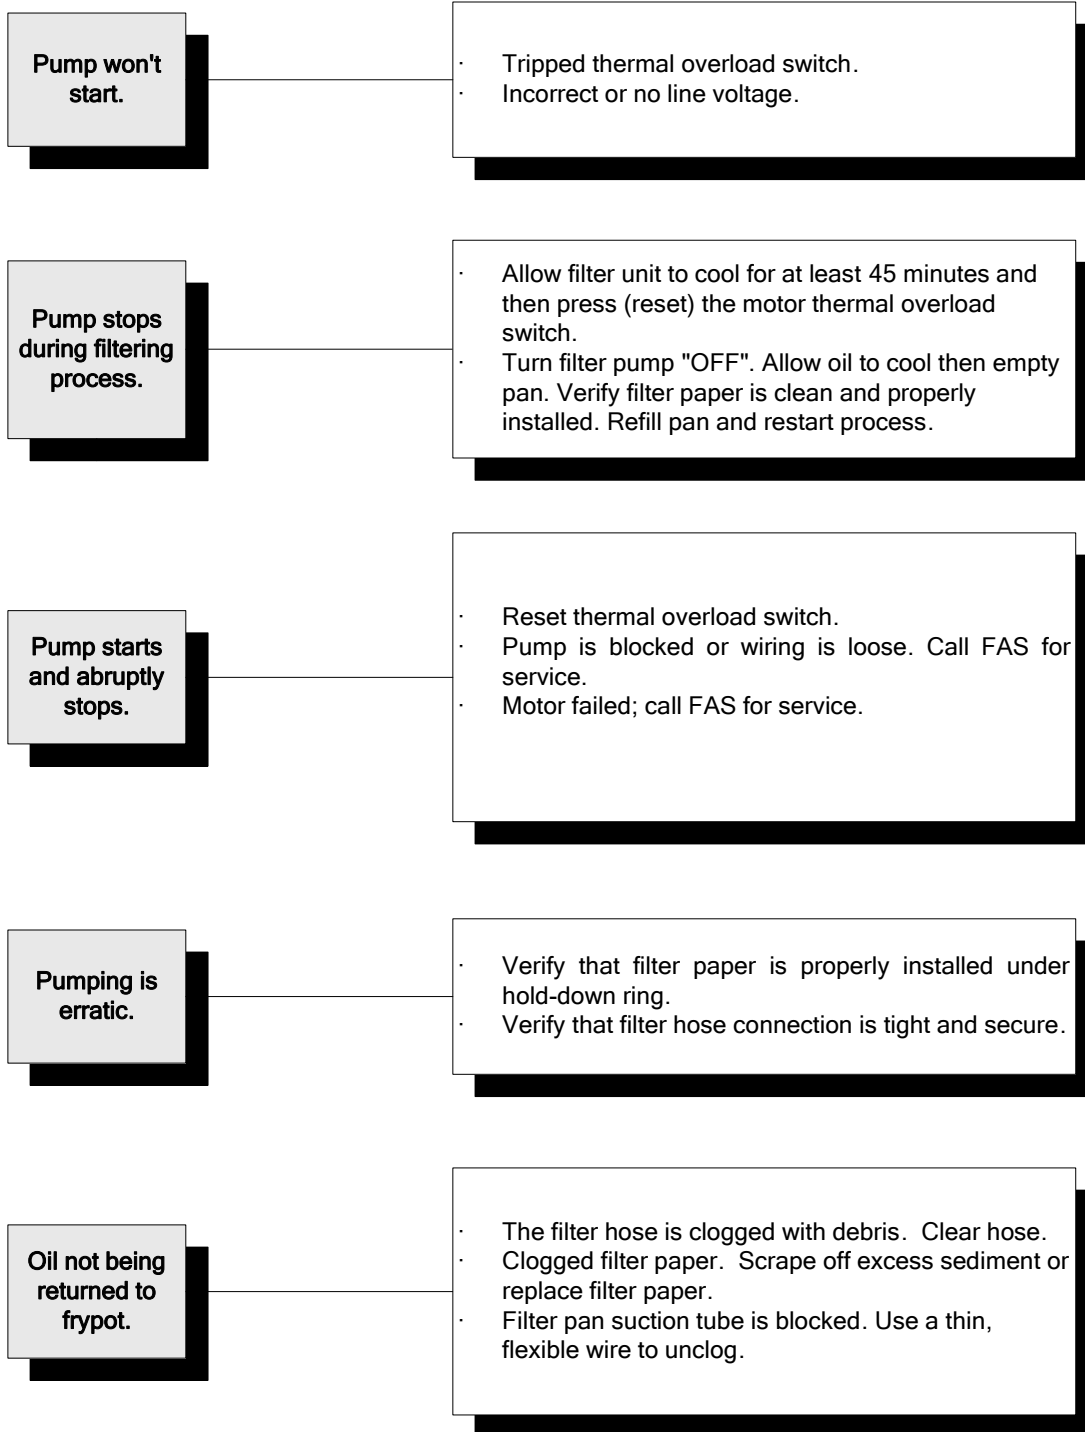 Pump won't
start.
· Tripped thermal overload switch.
· Incorrect or no line voltage.
Pump stops
during filtering
process.
· Allow filter unit to cool for at least 45 minutes and
then press (reset) the motor thermal overload
switch.
· Turn filter pump "OFF". Allow oil to cool then empty
pan. Verify filter paper is clean and properly
installed. Refill pan and restart process.
Pump starts
and abruptly
stops.
· Reset thermal overload switch.
· Pump is blocked or wiring is loose. Call FAS for
service.
· Motor failed; call FAS for service.
Pumping is
erratic.
· Verify that filter paper is properly installed under
hold-down ring.
· Verify that filter hose connection is tight and secure.
Oil not being
returned to
frypot.
· The filter hose is clogged with debris.  Clear hose.
· Clogged filter paper.  Scrape off excess sediment or
replace filter paper.
· Filter pan suction tube is blocked. Use a thin,
flexible wire to unclog.